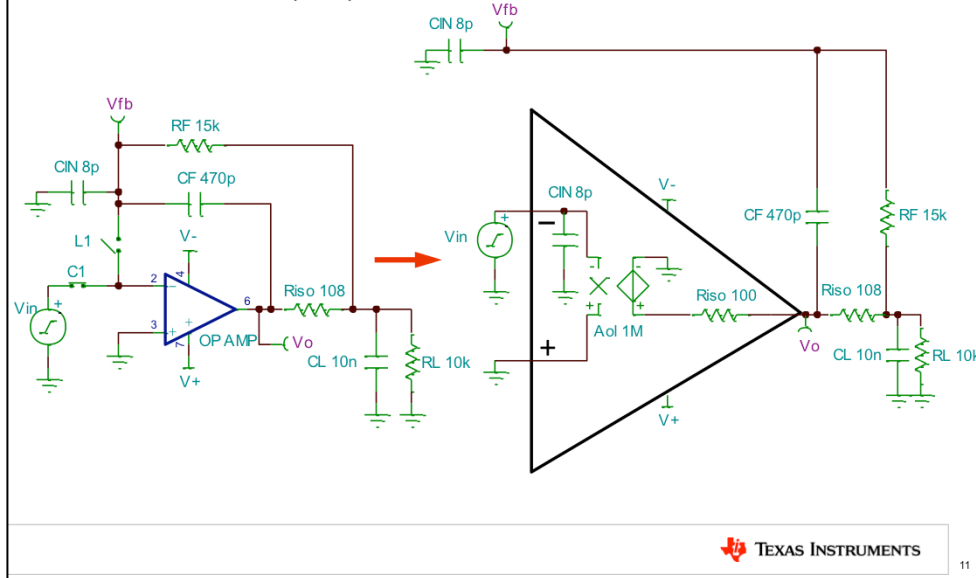 CIN 8p
Vfb
Vfb
RF 15k
CIN 8p
CF 470p
L1
V-
C1
2
4
Vin
+
-
6
Riso 108
3
+
+
7
OP AMP
Vo
CL 10n
RL 10k
V+
CIN 8p
V-
CF 470p
RF 15k
Vin
+
-
-
-
+
+
Riso 100
Riso 108
Aol 1M
+
Vo
CL 10n
RL 10k
V+
TEXAS INSTRUMENTS
11